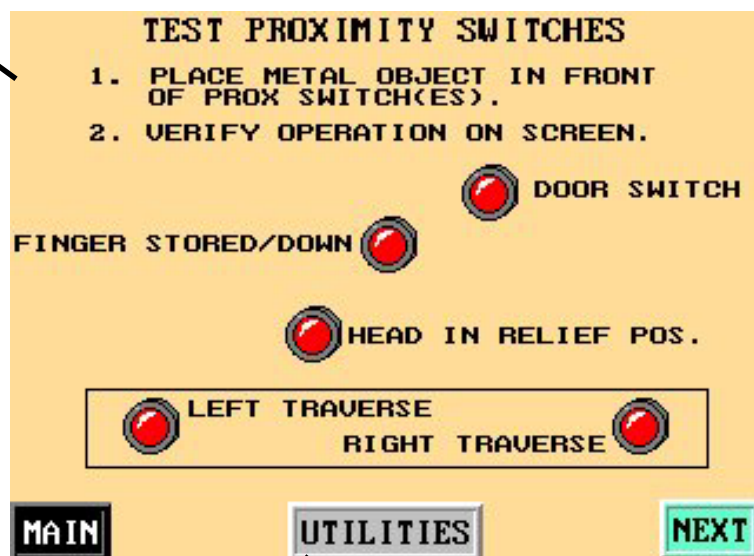 TEST PROXIMITY SWITCHES
1. PLACE METAL OBJECT IN FRONT
OF PROX SWITCH(ES).
2. VERIFY OPERATION ON SCREEN.
DOOR SWITCH
FINGER STORED/DOWN
HEAD IN RELIEF POS.
LEFT TRAVERSE
RIGHT TRAVERSE
MAIN
UTILITIES
NEXT